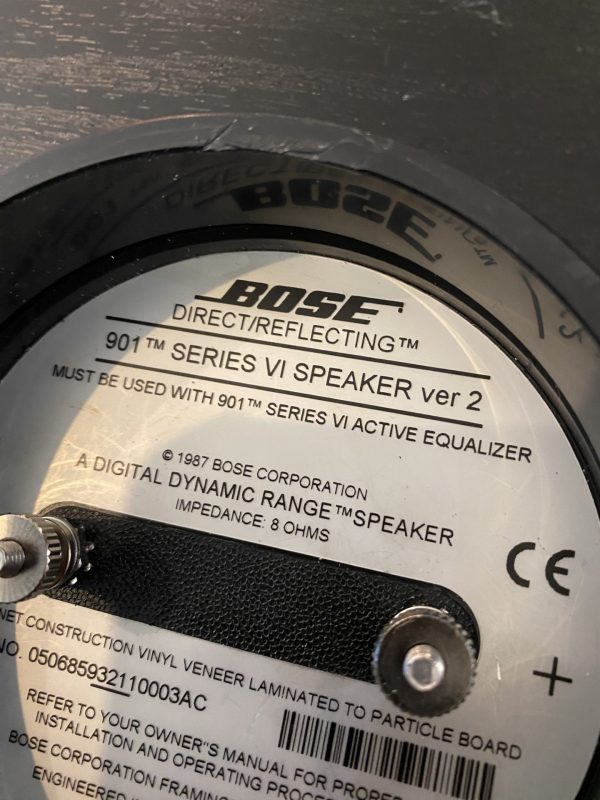 BOSE
DIRECT/REFLECTING™
901™ SERIES VI SPEAKER ver 2
MUST BE USED WITH 901™ SERIES VI ACTIVE EQUALIZER
© 1987 BOSE CORPORATION
A DIGITAL DYNAMIC RANGE™SPEAKER
IMPEDANCE: 8 OHMS
CE
+
NET CONSTRUCTION VINYL VENEER LAMINATED TO PARTICLE BOARD
NO. 050685932110003AC
REFER TO YOUR OWNER"S MANUAL FOR PROPER
INSTALLATION AND OPERATING PROCE
BOSE CORPORATION FRAMING
ENGINEERED